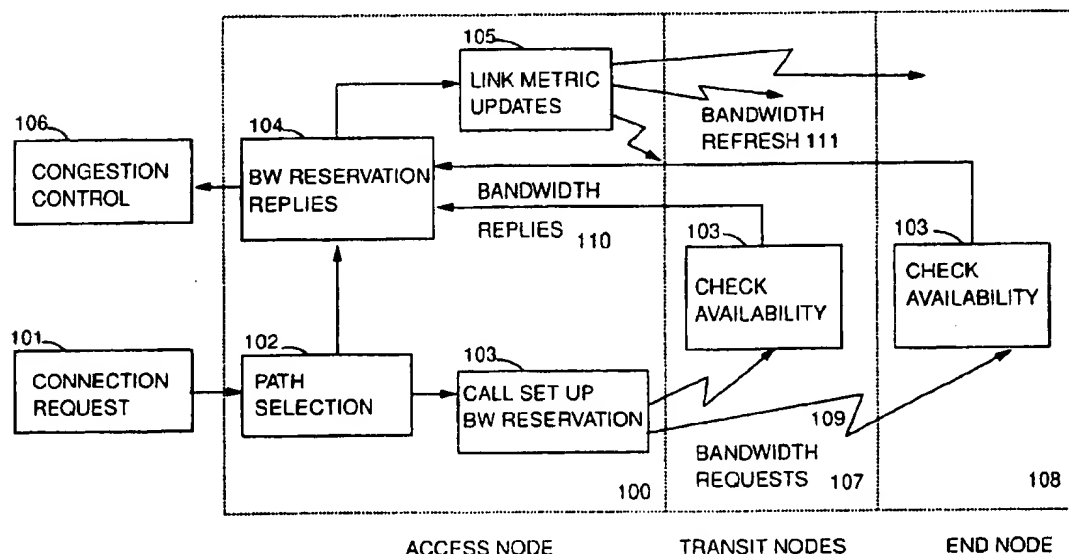 105
LINK METRIC
UPDATES
106
CONGESTION
CONTROL
104
BW RESERVATION
REPLIES
BANDWIDTH
REFRESH 111
BANDWIDTH
REPLIES 110
103
CHECK
AVAILABILITY
103
CHECK
AVAILABILITY
101
CONNECTION
REQUEST
102
PATH
SELECTION
103
CALL SET UP
BW RESERVATION
109
BANDWIDTH
REQUESTS
100
107
108
ACCESS NODE
TRANSIT NODES
END NODE